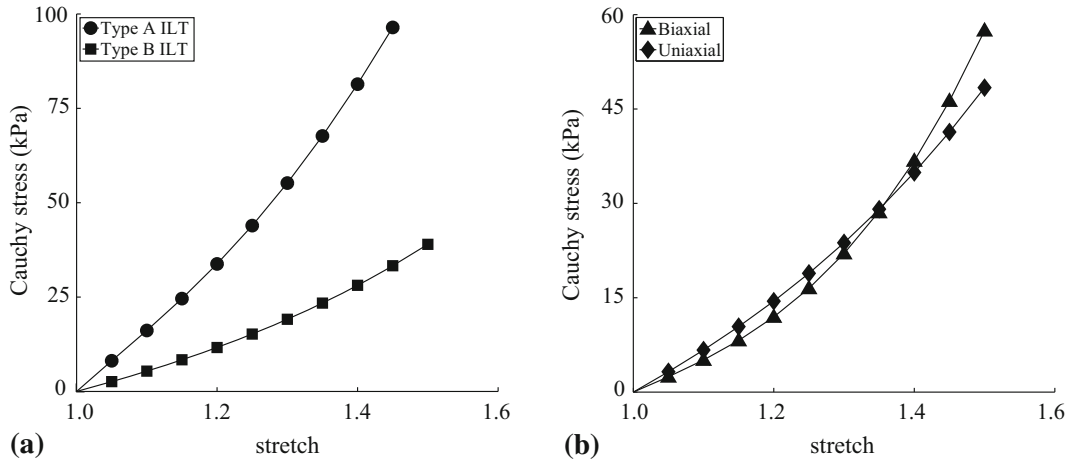 Type A ILT
Type B ILT
Cauchy stress (kPa)
100
75
50
25
0
1.0
1.2
1.4
1.6
stretch
(a)
Biaxial
Uniaxial
Cauchy stress (kPa)
60
45
30
15
0
1.0
1.2
1.4
1.6
stretch
(b)